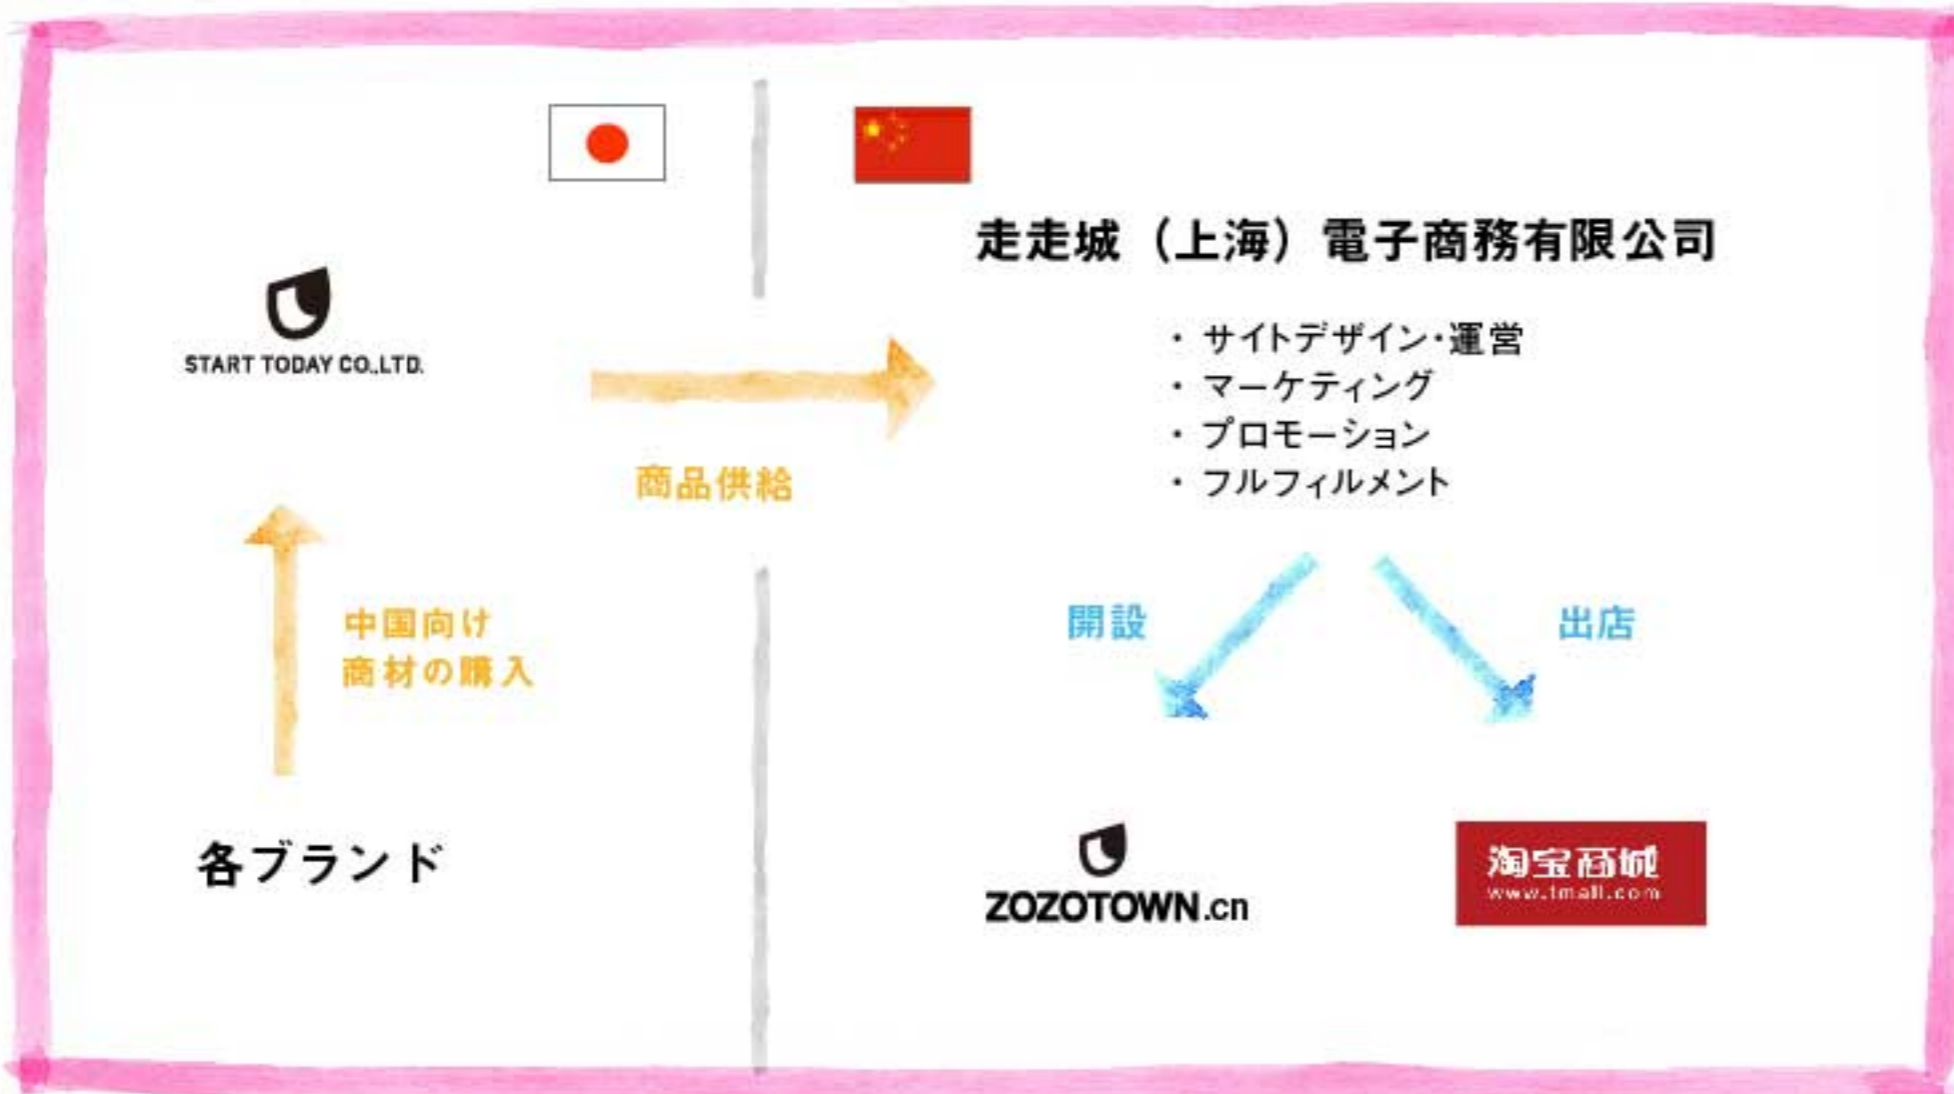 START TODAY CO.,LTD.
商品供給
中国向け
商材の購入
各ブランド
走走城（上海）電子商務有限公司
・ サイトデザイン・運営
・ マーケティング
・ プロモーション
・ フルフィルメント
開設
出店
ZOZOTOWN.cn
淘宝商城
www.tmall.com